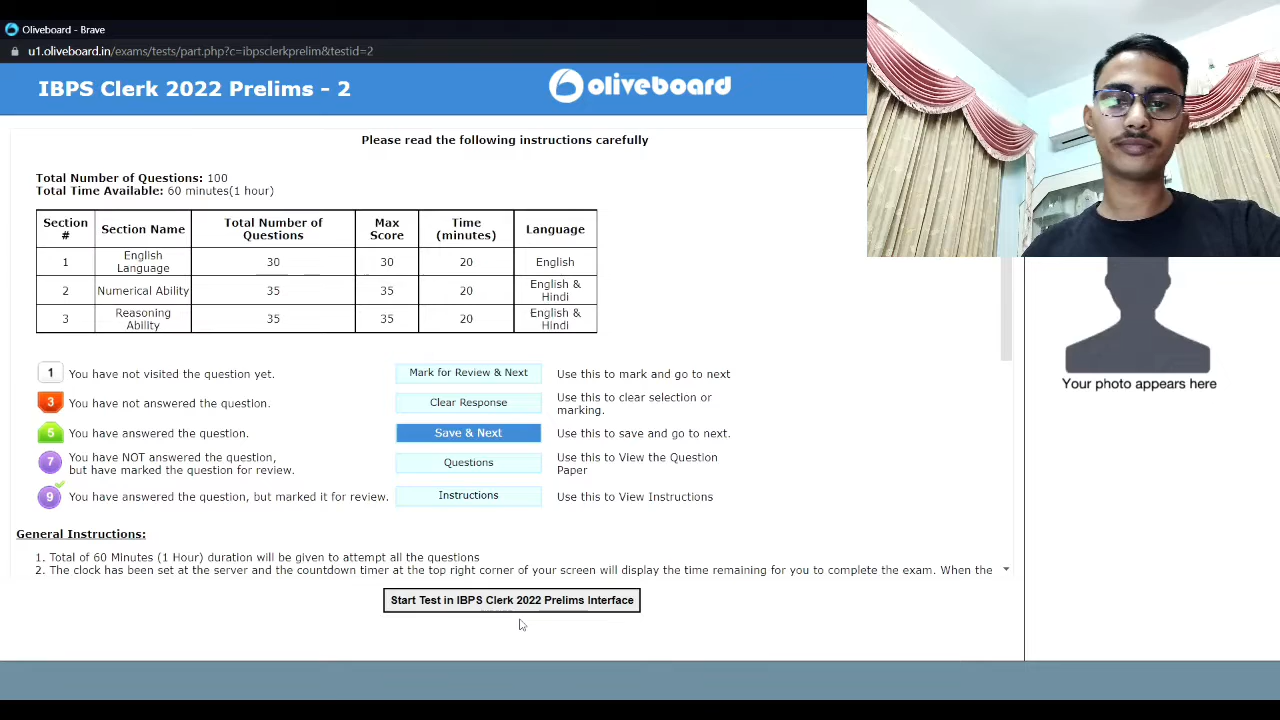 Oliveboard - Brave
u1.oliveboard.in/exams/tests/part.php?c=ibpsclerkprelim&testid=2
IBPS Clerk 2022 Prelims - 2
oliveboard
Please read the following instructions carefully
Total Number of Questions: 100
Total Time Available: 60 minutes(1 hour)
Section # Section Name Total Number of Questions Max Score Time (minutes) Language
1 English Language 30 30 20 English
2 Numerical Ability 35 35 20 English & Hindi
3 Reasoning Ability 35 35 20 English & Hindi
1 You have not visited the question yet. Mark for Review & Next Use this to mark and go to next
3 You have not answered the question. Clear Response Use this to clear selection or marking.
5 You have answered the question. Save & Next Use this to save and go to next.
7 You have NOT answered the question, but have marked the question for review. Questions Use this to View the Question Paper
9 You have answered the question, but marked it for review. Instructions Use this to View Instructions
General Instructions:
1. Total of 60 Minutes (1 Hour) duration will be given to attempt all the questions
2. The clock has been set at the server and the countdown timer at the top right corner of your screen will display the time remaining for you to complete the exam. When the
Start Test in IBPS Clerk 2022 Prelims Interface
Your photo appears here